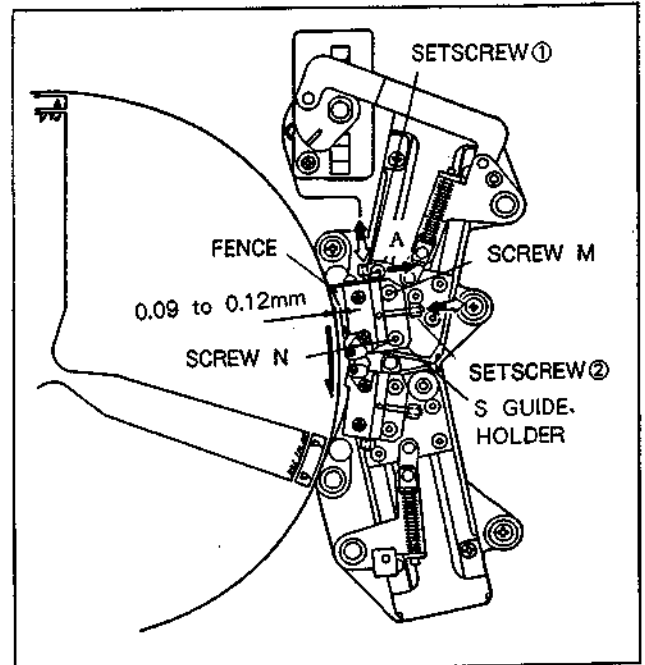 SETSCREW①
A
FENCE
SCREW M
0.09 to 0.12mm
SCREW N
SETSCREW②
S GUIDE
HOLDER